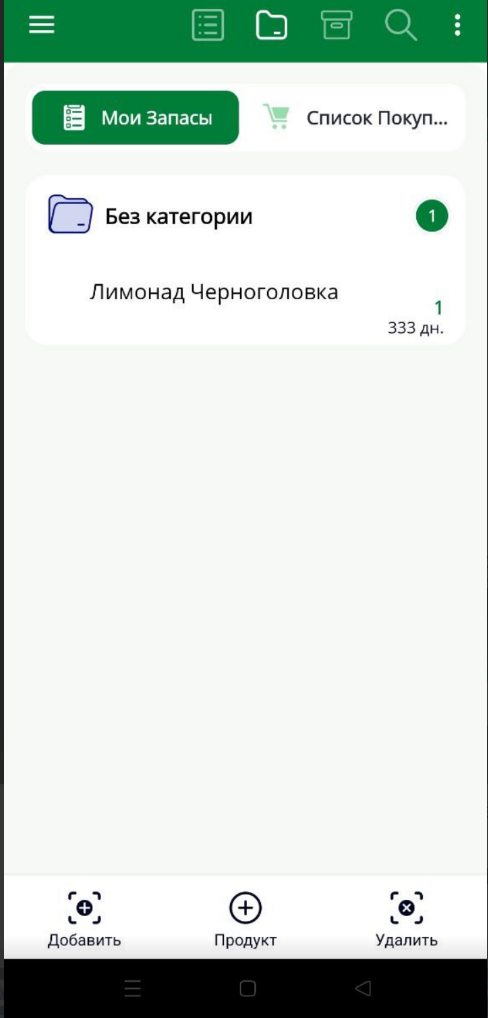 Мои Запасы
Список Покуп...
Без категории
1
Лимонад Черноголовка
1
333 дн.
Добавить
Продукт
Удалить